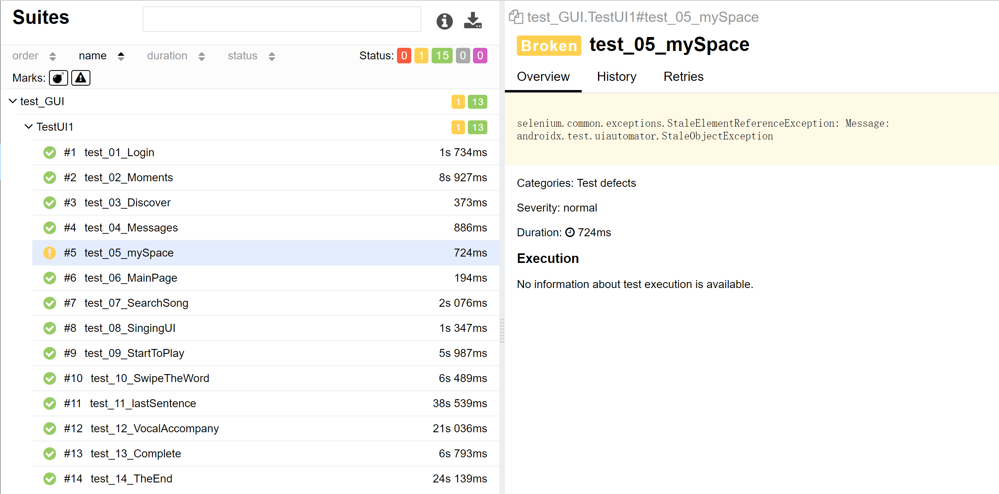 Suites
order name duration status Status: 0 1 15 0 0
Marks:
test_GUI 1 13
TestUI1 1 13
#1 test_01_Login 1s 734ms
#2 test_02_Moments 8s 927ms
#3 test_03_Discover 373ms
#4 test_04_Messages 886ms
#5 test_05_mySpace 724ms
#6 test_06_MainPage 194ms
#7 test_07_SearchSong 2s 076ms
#8 test_08_SingingUI 1s 347ms
#9 test_09_StartToPlay 5s 987ms
#10 test_10_SwipeTheWord 6s 489ms
#11 test_11_lastSentence 38s 539ms
#12 test_12_VocalAccompany 21s 036ms
#13 test_13_Complete 6s 793ms
#14 test_14_TheEnd 24s 139ms
test_GUI.TestUI1#test_05_mySpace
Broken test_05_mySpace
Overview History Retries
selenium.common.exceptions.StaleElementReferenceException: Message:
androidx.test.uiautomator.StaleObjectException
Categories: Test defects
Severity: normal
Duration: 724ms
Execution
No information about test execution is available.